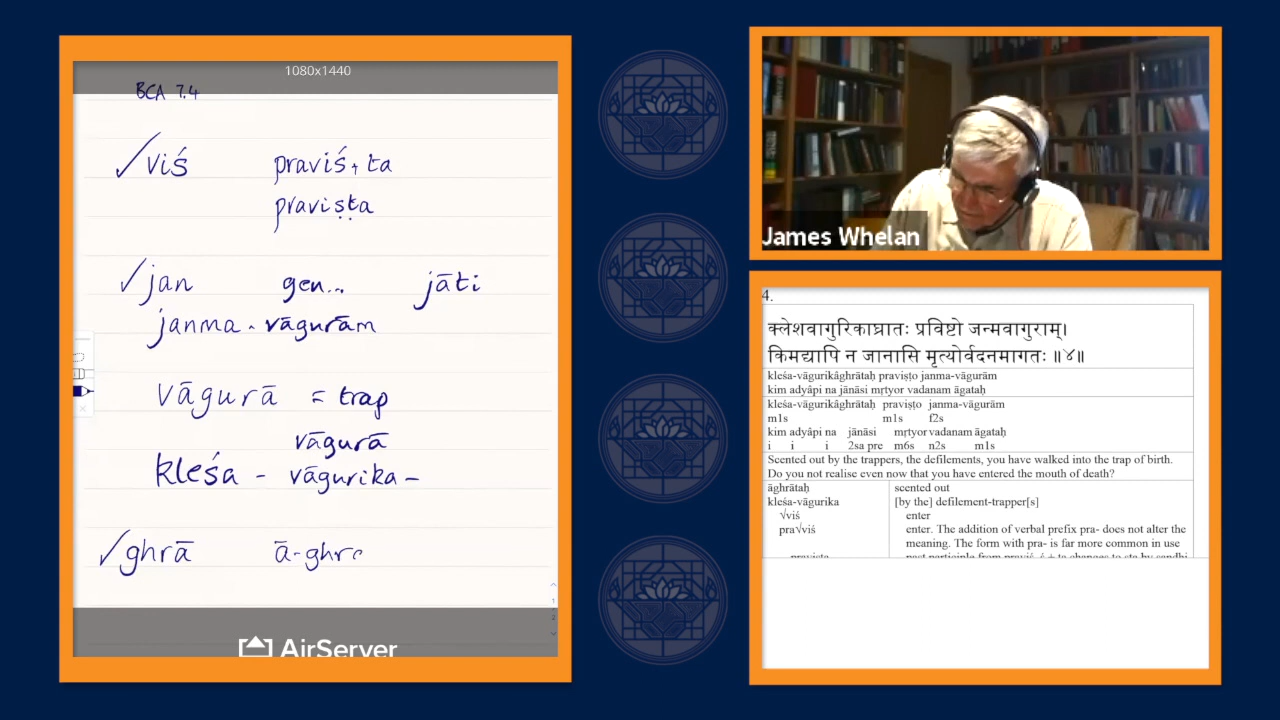 1080x1440
BCA 7.4
√viś praviś + ta
praviṣṭa
√jan gen... jāti
janma - vāgurām
vāgurā = trap
vāgurā
kleśa - vāgurika -
√ghrā ā-ghr
AirServer
James Whelan
4.
क्लेशवागुरिकाघ्रातः प्रविष्टो जन्मवागुराम्।
किमद्यापि न जानासि मृत्योर्वदनमागतः ॥४॥
kleśa-vāgurikâghrātaḥ praviṣṭo janma-vāgurām
kim adyâpi na jānāsi mṛtyor vadanam āgataḥ
kleśa-vāgurikâghrātaḥ praviṣṭo janma-vāgurām
m1s m1s f2s
kim adyâpi na jānāsi mṛtyor vadanam āgataḥ
i i i 2sa pre m6s n2s m1s
Scented out by the trappers, the defilements, you have walked into the trap of birth.
Do you not realise even now that you have entered the mouth of death?
āghrātaḥ scented out
kleśa-vāgurika [by the] defilement-trapper[s]
√viś enter
pra√viś enter. The addition of verbal prefix pra- does not alter the
meaning. The form with pra- is far more common in use